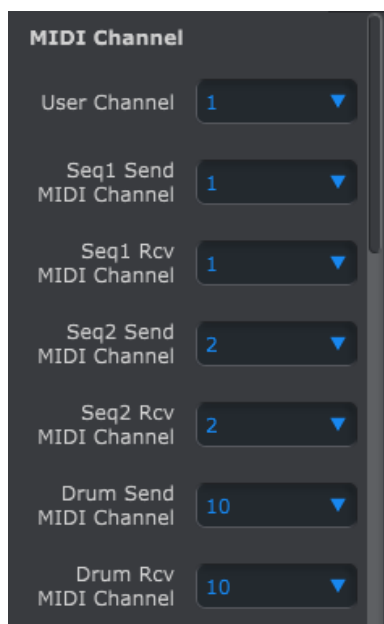 MIDI Channel
User Channel 1
Seq1 Send
MIDI Channel 1
Seq1 Rcv
MIDI Channel 1
Seq2 Send
MIDI Channel 2
Seq2 Rcv
MIDI Channel 2
Drum Send
MIDI Channel 10
Drum Rcv
MIDI Channel 10